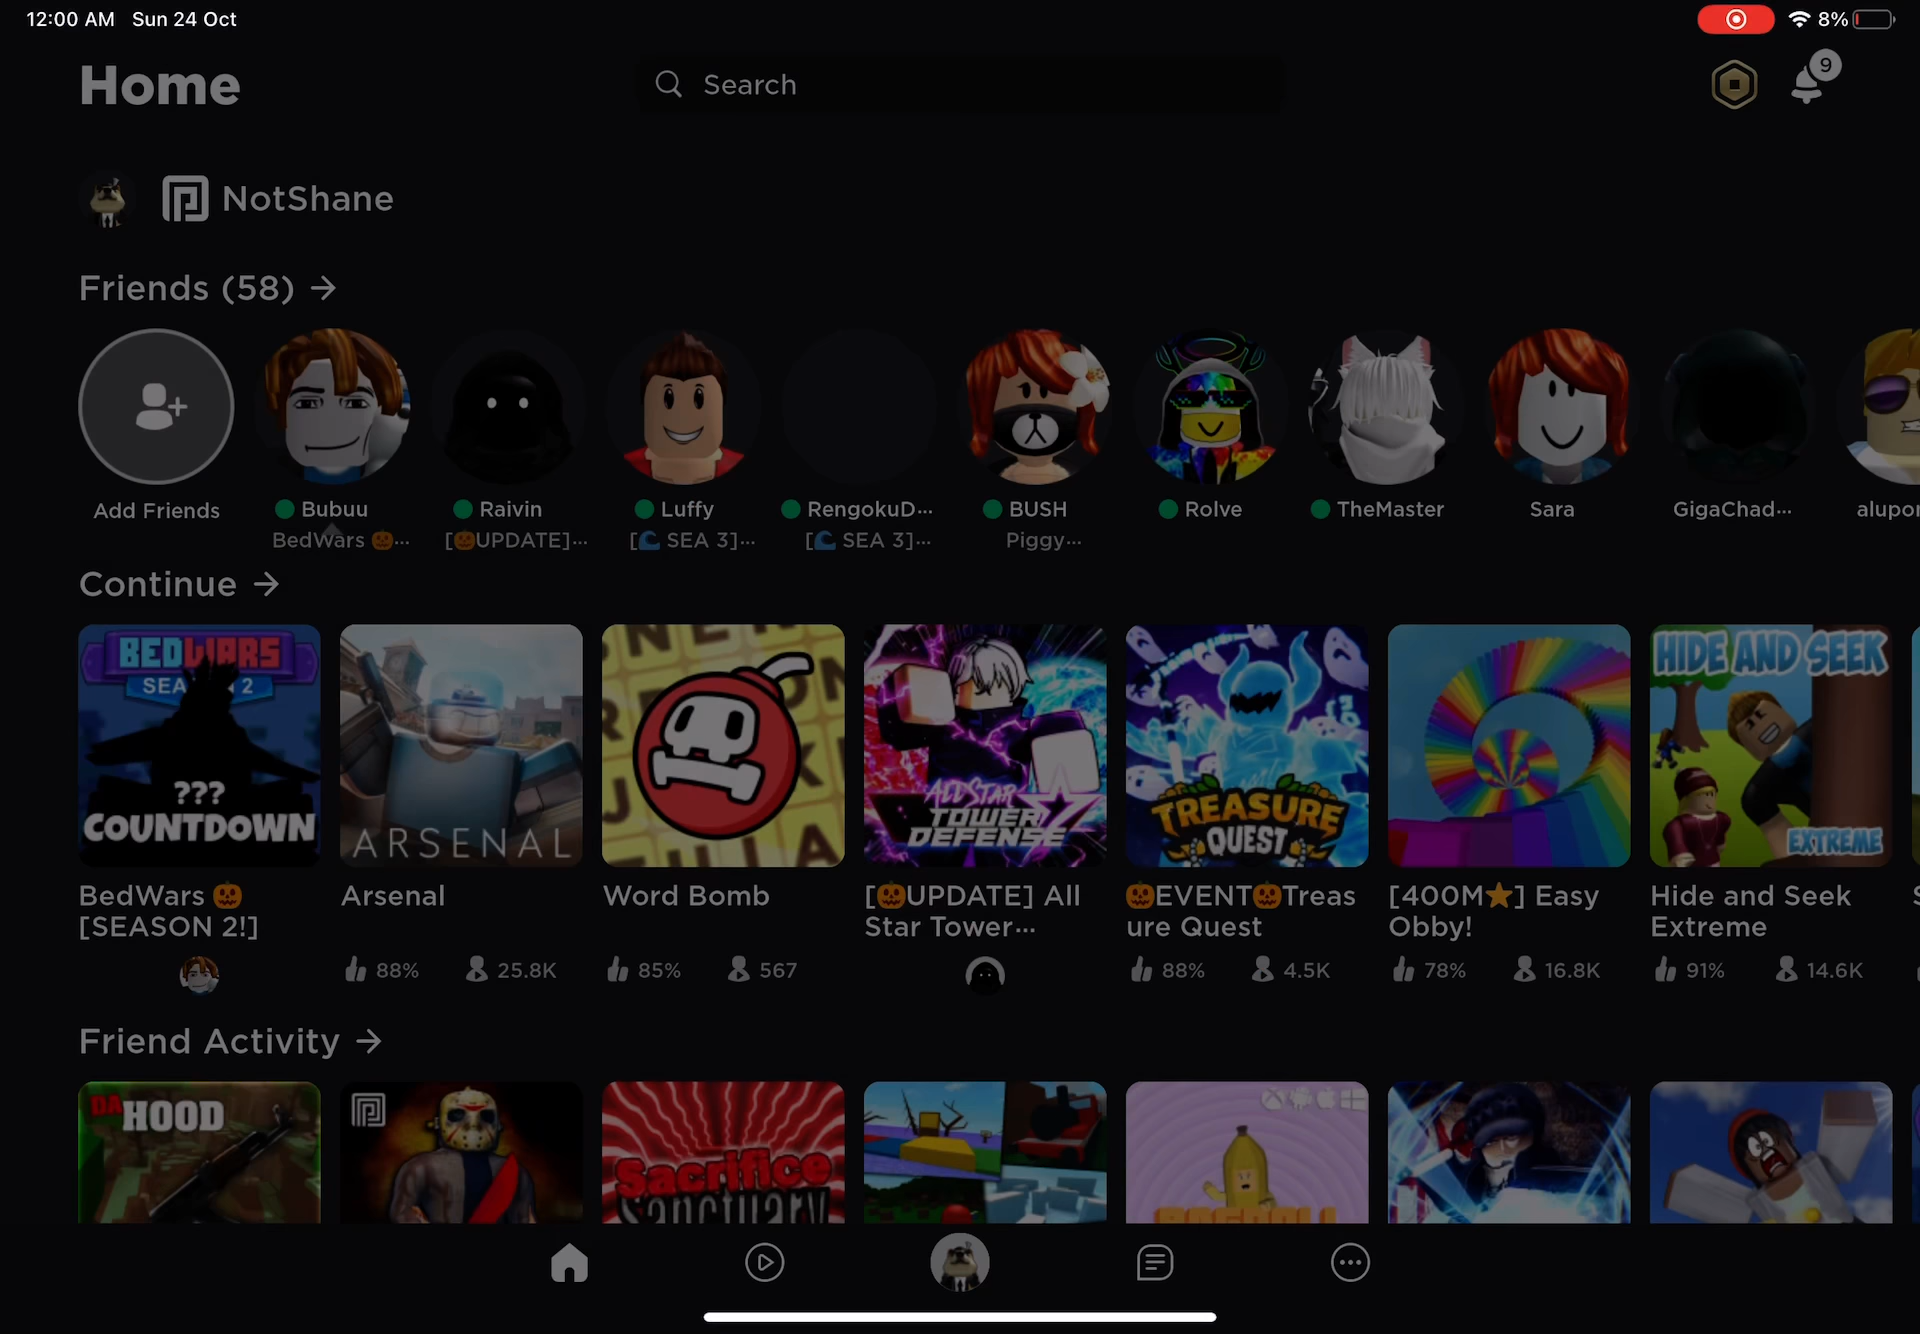 12:00 AM Sun 24 Oct
8%
Home
Search
9
NotShane
Friends (58) →
Add Friends
Bubuu
BedWars 🎃...
Raivin
[🎃UPDATE]...
Luffy
[🌊 SEA 3]...
RengokuD...
[🌊 SEA 3]...
BUSH
Piggy...
Rolve
TheMaster
Sara
GigaChad...
Continue →
BEDWARS
COUNTDOWN
???
ARSENAL
ALL STAR
TOWER
DEFENSE
TREASURE
QUEST
HIDE AND SEEK
EXTREME
BedWars 🎃
[SEASON 2!]
Arsenal
88% 25.8K
Word Bomb
85% 567
[🎃UPDATE] All
Star Tower...
🎃EVENT🎃Treas
ure Quest
88% 4.5K
[400M⭐] Easy
Obby!
78% 16.8K
Hide and Seek
Extreme
91% 14.6K
Friend Activity →
DA HOOD
Sacrifice
Sanctuary